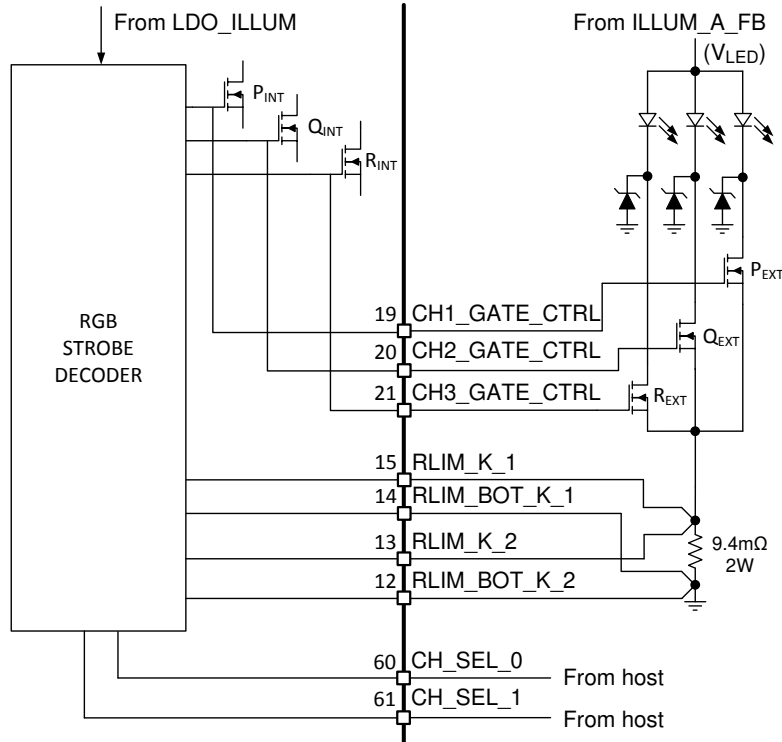 From LDO_ILLUM
From ILLUM_A_FB
(VLED)
PINT
QINT
RINT
PEXT
19 CH1_GATE_CTRL
RGB
STROBE
DECODER
20 CH2_GATE_CTRL
QEXT
21 CH3_GATE_CTRL
REXT
15 RLIM_K_1
14 RLIM_BOT_K_1
13 RLIM_K_2
9.4mΩ
2W
12 RLIM_BOT_K_2
60 CH_SEL_0
From host
61 CH_SEL_1
From host